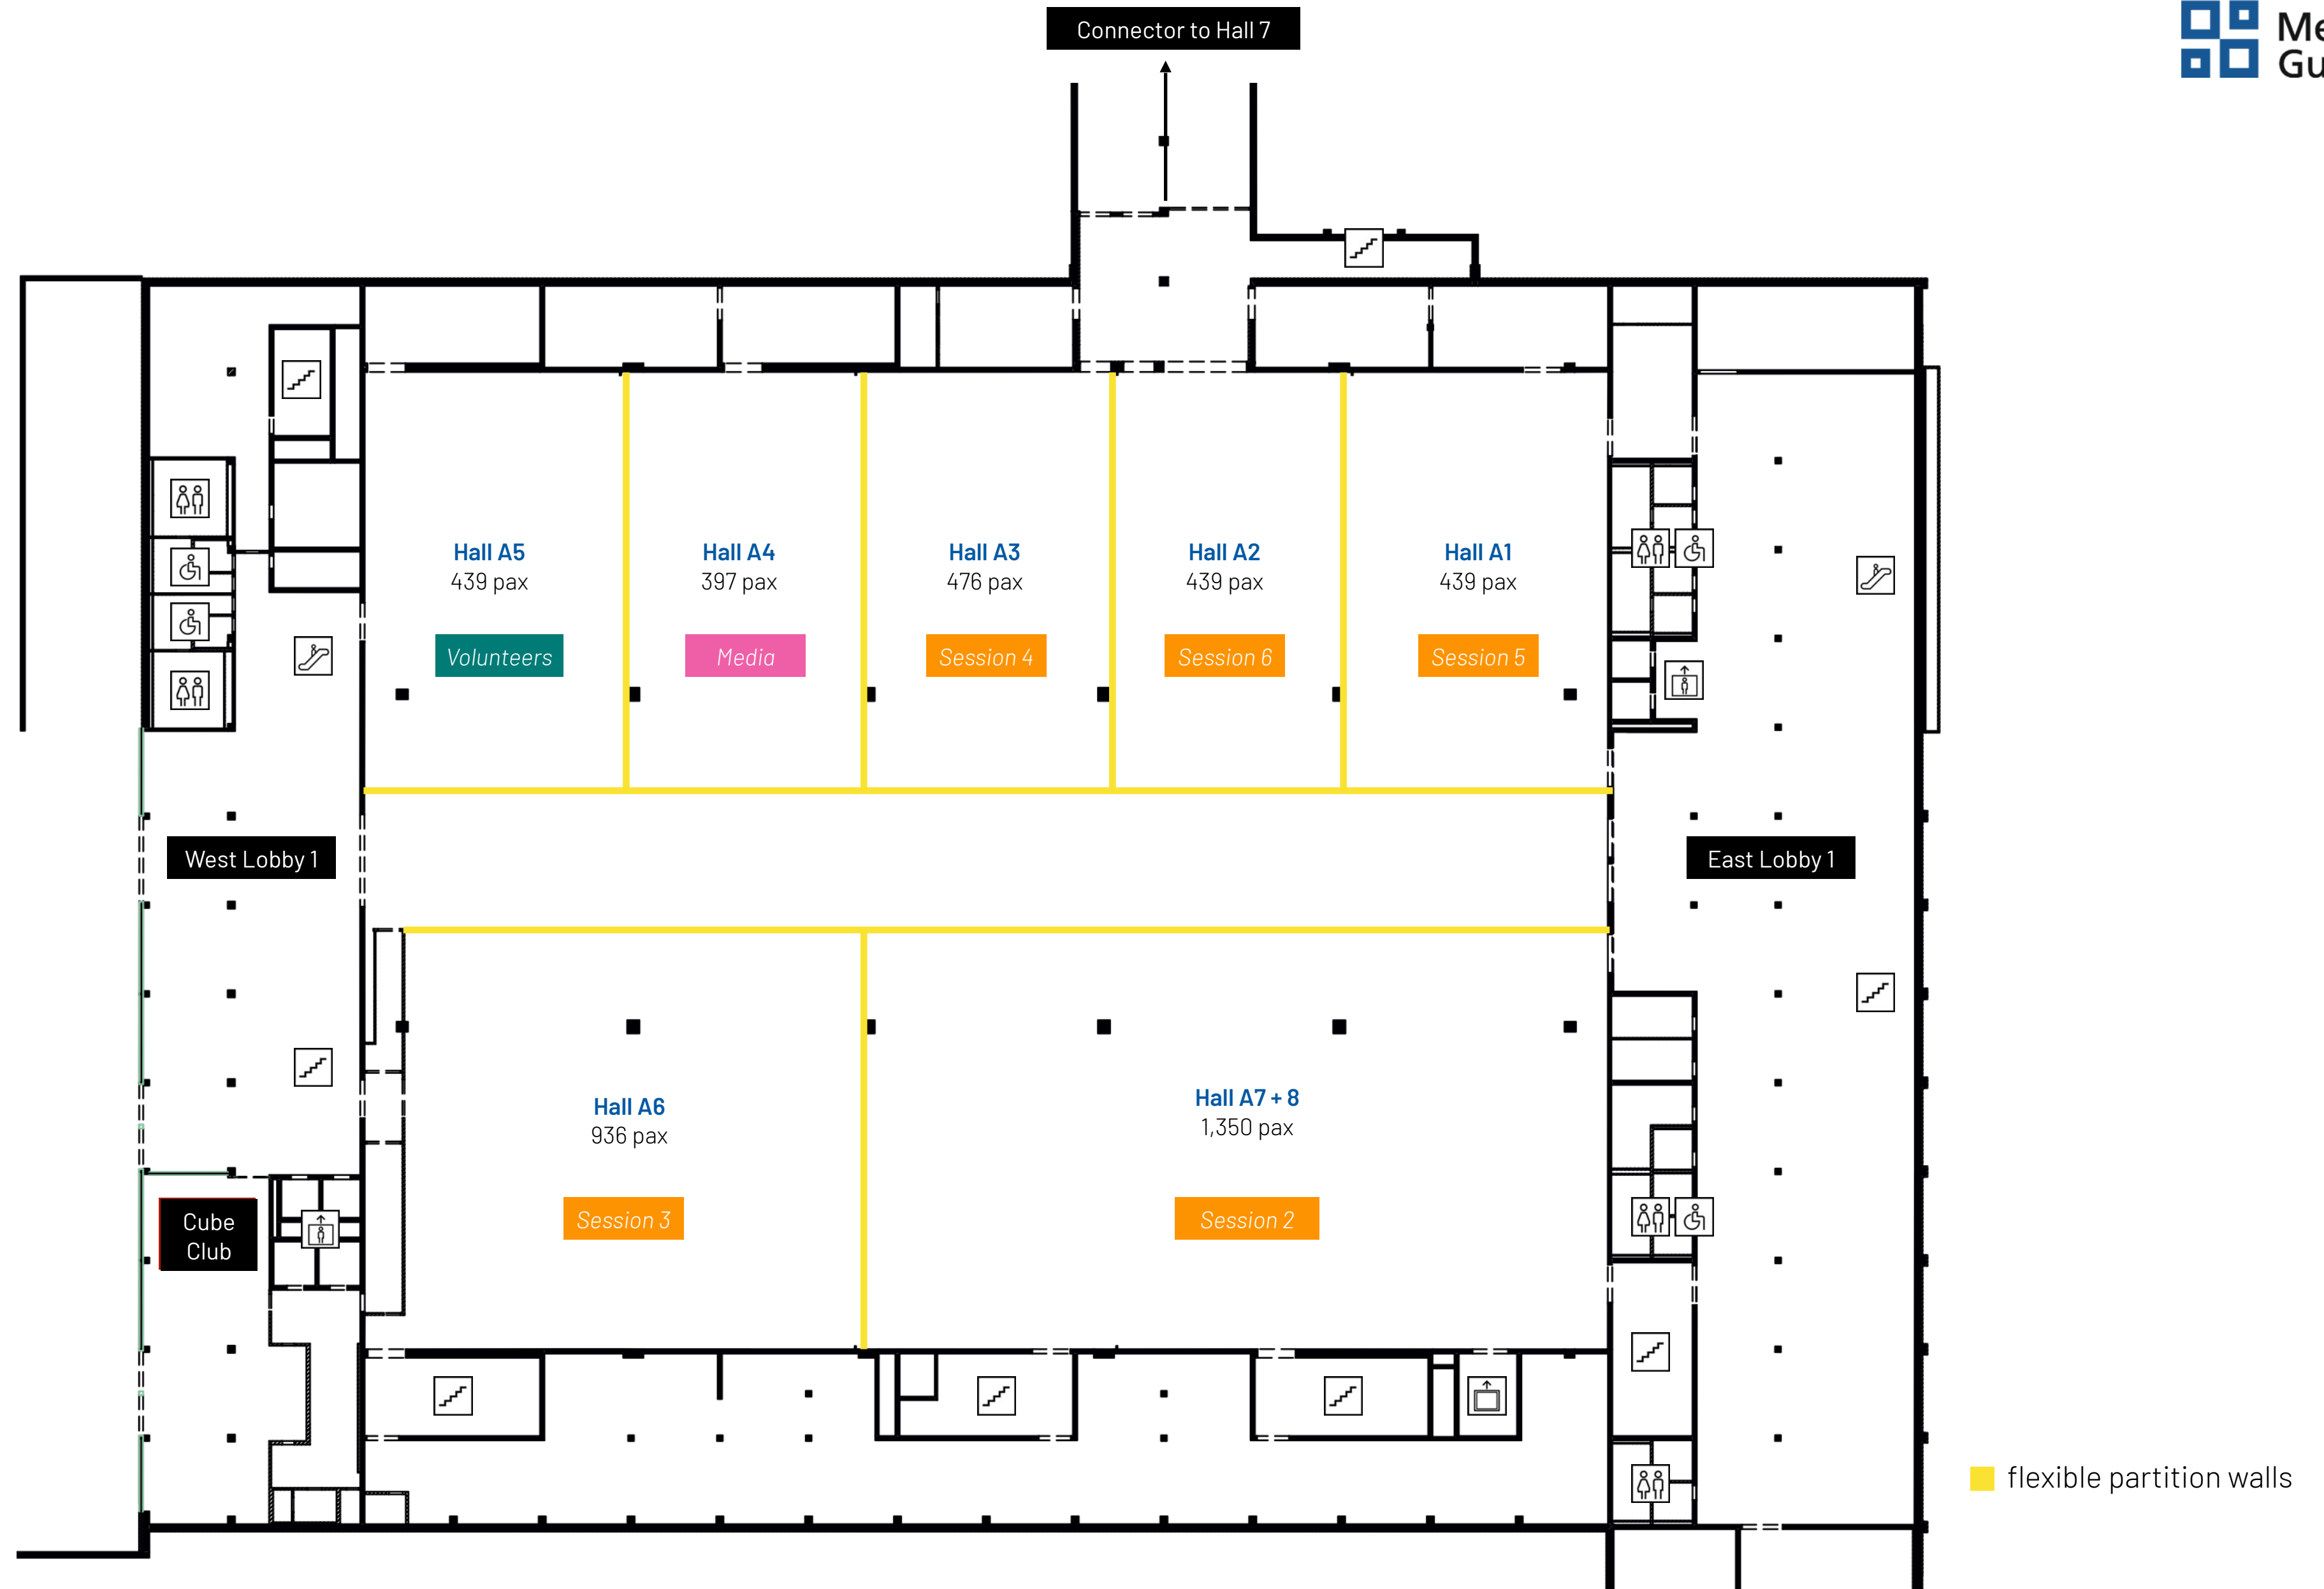 Connector to Hall 7
Me
Gu
Hall A5
439 pax
Volunteers
Hall A4
397 pax
Media
Hall A3
476 pax
Session 4
Hall A2
439 pax
Session 6
Hall A1
439 pax
Session 5
West Lobby 1
East Lobby 1
Hall A6
936 pax
Session 3
Hall A7 + 8
1,350 pax
Session 2
Cube
Club
flexible partition walls